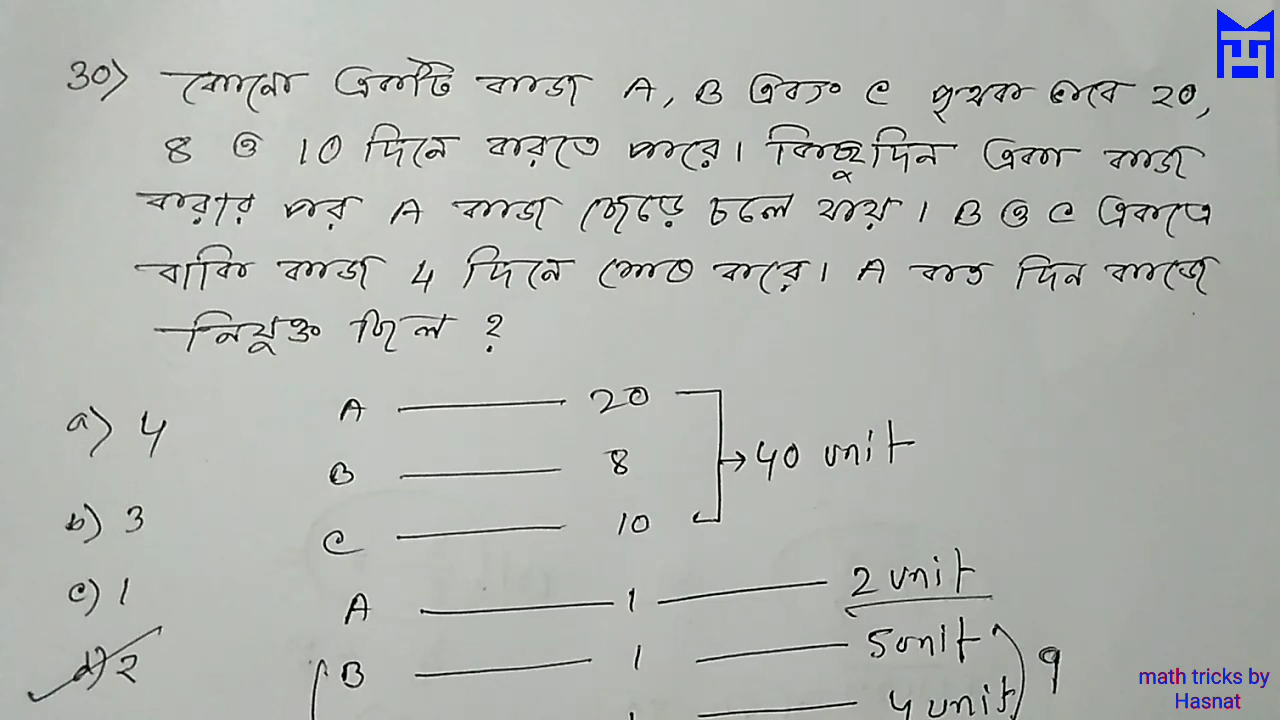 30) কোনো একটি কাজ A, B এবং C পৃথক ভাবে 20,
8 ও 10 দিনে করতে পারে। কিছু দিন একা কাজ
করার পর A কাজ ছেড়ে চলে যায়। B ও C একত্রে
বাকি কাজ 4 দিনে শেষ করে। A কত দিন কাজে
নিযুক্ত ছিল ?
a) 4
b) 3
c) 1
d) 2
A 20
B 8 → 40 unit
C 10
A 1 2 unit
B 1 5 unit
4 unit
9
math tricks by
Hasnat